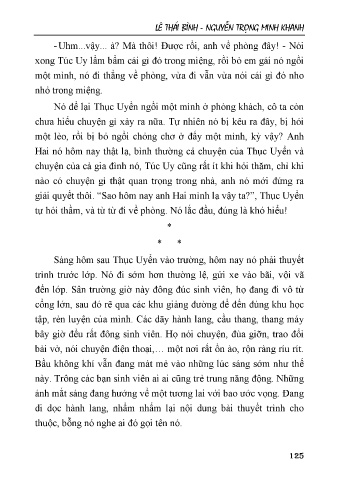 LÊ THÁI BÌNH - NGUYỄN TRỌNG MINH KHANH
- Uhm...vậy... à? Mà thôi! Được rồi, anh về phòng đây! - Nói
xong Túc Uy lẩm bẩm cái gì đó trong miệng, rồi bỏ em gái nó ngồi
một mình, nó đi thẳng về phòng, vừa đi vẫn vừa nói cái gì đó nho
nhỏ trong miệng.
Nó để lại Thục Uyển ngồi một mình ở phòng khách, cô ta còn
chưa hiểu chuyện gì xảy ra nữa. Tự nhiên nó bị kêu ra đây, bị hỏi
một lèo, rồi bị bỏ ngồi chóng chơ ở đấy một mình, kỳ vậy? Anh
Hai nó hôm nay thật lạ, bình thường cả chuyện của Thục Uyển và
chuyện của cả gia đình nó, Túc Uy cũng rất ít khi hỏi thăm, chỉ khi
nào có chuyện gì thật quan trọng trong nhà, anh nó mới đứng ra
giải quyết thôi. “Sao hôm nay anh Hai mình lạ vậy ta?”, Thục Uyển
tự hỏi thầm, và từ từ đi về phòng. Nó lắc đầu, đúng là khó hiểu!
*
* *
Sáng hôm sau Thục Uyển vào trường, hôm nay nó phải thuyết
trình trước lớp. Nó đi sớm hơn thường lệ, gửi xe vào bãi, vội vã
đến lớp. Sân trường giờ này đông đúc sinh viên, họ đang đi vô từ
cổng lớn, sau đó rẽ qua các khu giảng đường để đến đúng khu học
tập, rèn luyện của mình. Các dãy hành lang, cầu thang, thang máy
bây giờ đều rất đông sinh viên. Họ nói chuyện, đùa giỡn, trao đổi
bài vở, nói chuyện điện thoại,… một nơi rất ồn ào, rộn ràng ríu rít.
Bầu không khí vẫn đang mát mẻ vào những lúc sáng sớm như thế
này. Trông các bạn sinh viên ai ai cũng trẻ trung năng động. Những
ánh mắt sáng đang hướng về một tương lai với bao ước vọng. Đang
đi dọc hành lang, nhẩm nhẩm lại nội dung bài thuyết trình cho
thuộc, bỗng nó nghe ai đó gọi tên nó.
125